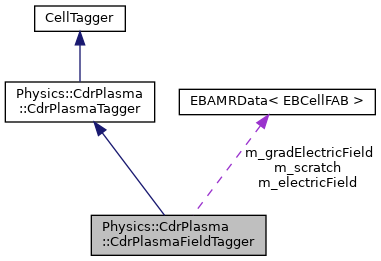 CellTagger
Physics::CdrPlasma
::CdrPlasmaTagger
EBAMRData< EBCellFAB >
m_gradElectricField
m_scratch
m_electricField
Physics::CdrPlasma
::CdrPlasmaFieldTagger